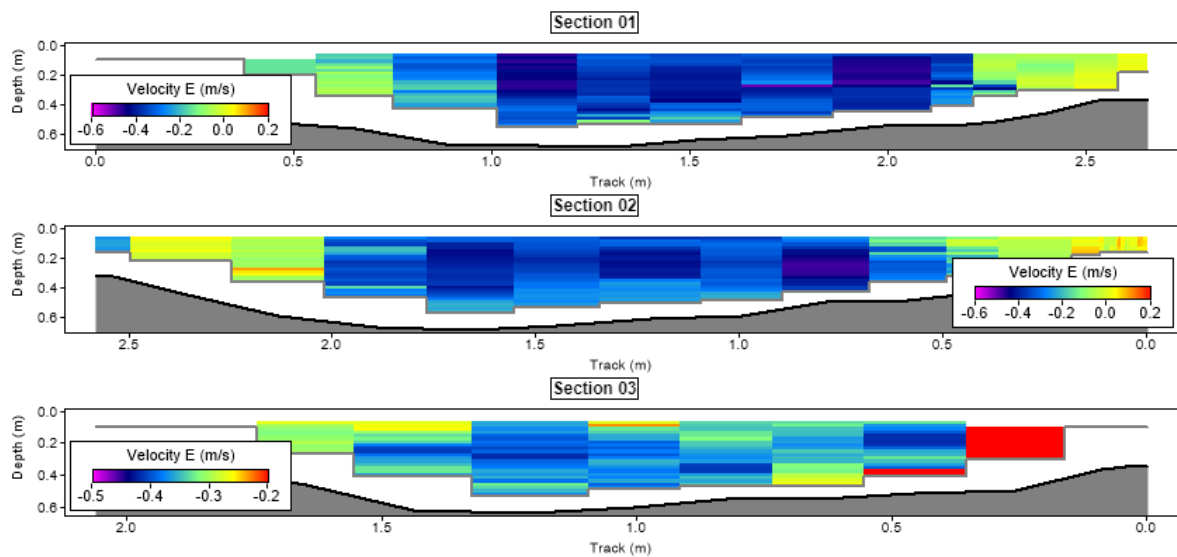 Section 01
Depth (m)
0.0
0.2
0.4
0.6
Velocity E (m/s)
-0.6 -0.4 -0.2 0.0 0.2
0.0 0.5 1.0 1.5 2.0 2.5
Track (m)
Section 02
Depth (m)
0.0
0.2
0.4
0.6
Velocity E (m/s)
-0.6 -0.4 -0.2 0.0 0.2
2.5 2.0 1.5 1.0 0.5 0.0
Track (m)
Section 03
Depth (m)
0.0
0.2
0.4
0.6
Velocity E (m/s)
-0.5 -0.4 -0.3 -0.2
2.0 1.5 1.0 0.5 0.0
Track (m)